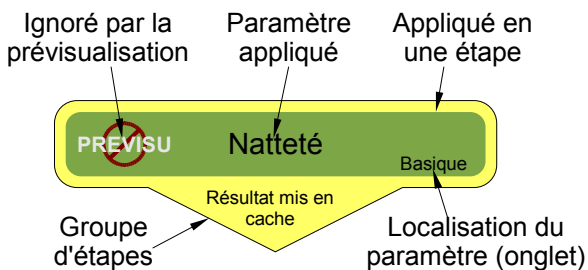 Ignoré par la
prévisualisation
Paramètre
appliqué
Appliqué en
une étape
PREVISU
Natteté
Basique
Résultat mis en
cache
Groupe
d'étapes
Localisation du
paramètre (onglet)